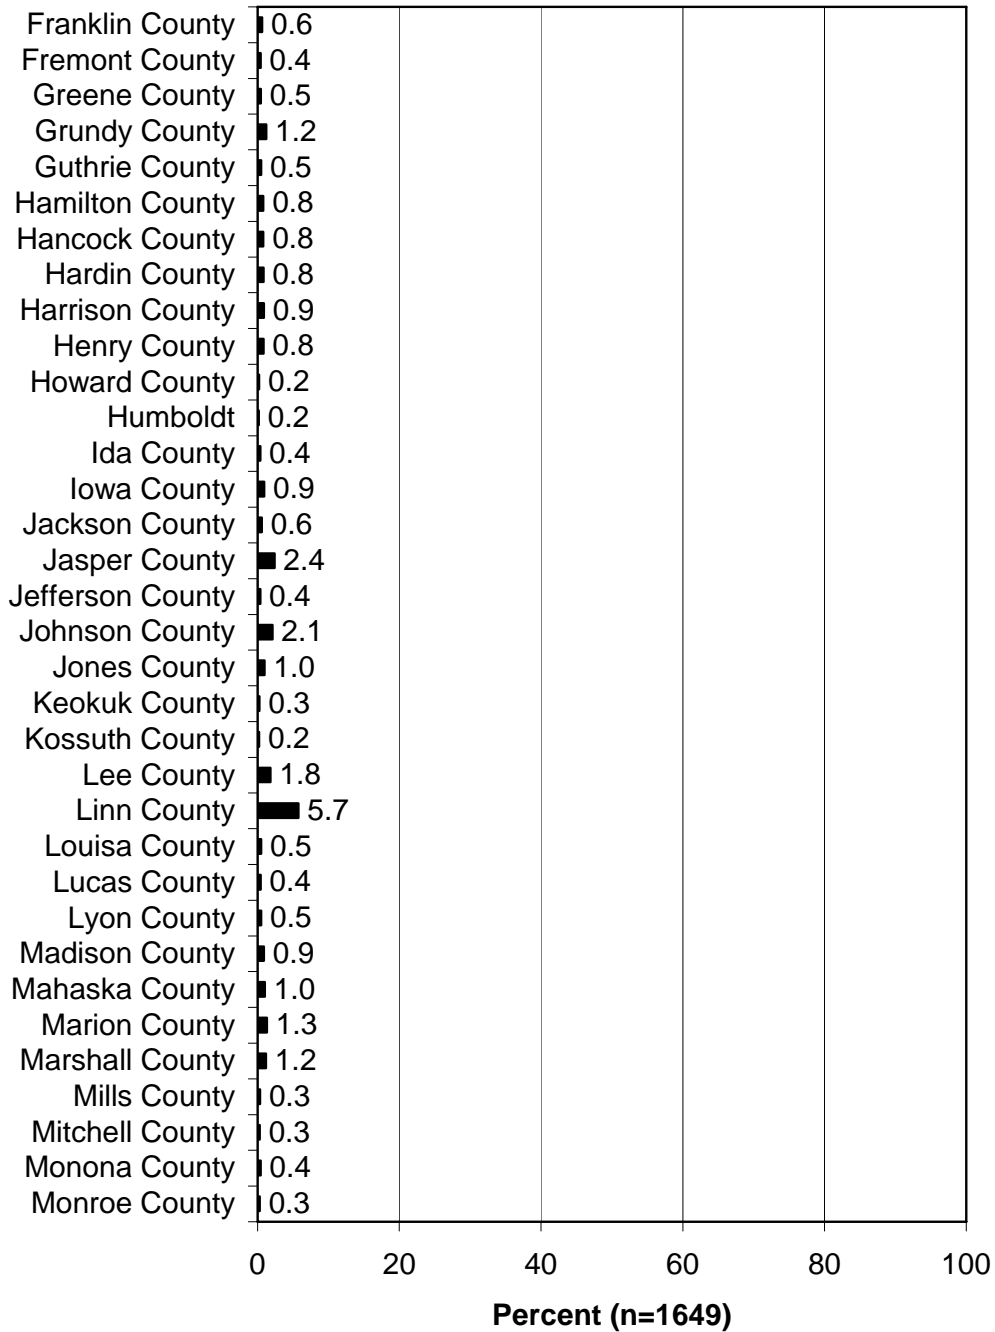 Franklin County 0.6
Fremont County 0.4
Greene County 0.5
Grundy County 1.2
Guthrie County 0.5
Hamilton County 0.8
Hancock County 0.8
Hardin County 0.8
Harrison County 0.9
Henry County 0.8
Howard County 0.2
Humboldt 0.2
Ida County 0.4
Iowa County 0.9
Jackson County 0.6
Jasper County 2.4
Jefferson County 0.4
Johnson County 2.1
Jones County 1.0
Keokuk County 0.3
Kossuth County 0.2
Lee County 1.8
Linn County 5.7
Louisa County 0.5
Lucas County 0.4
Lyon County 0.5
Madison County 0.9
Mahaska County 1.0
Marion County 1.3
Marshall County 1.2
Mills County 0.3
Mitchell County 0.3
Monona County 0.4
Monroe County 0.3
0 20 40 60 80 100
Percent (n=1649)